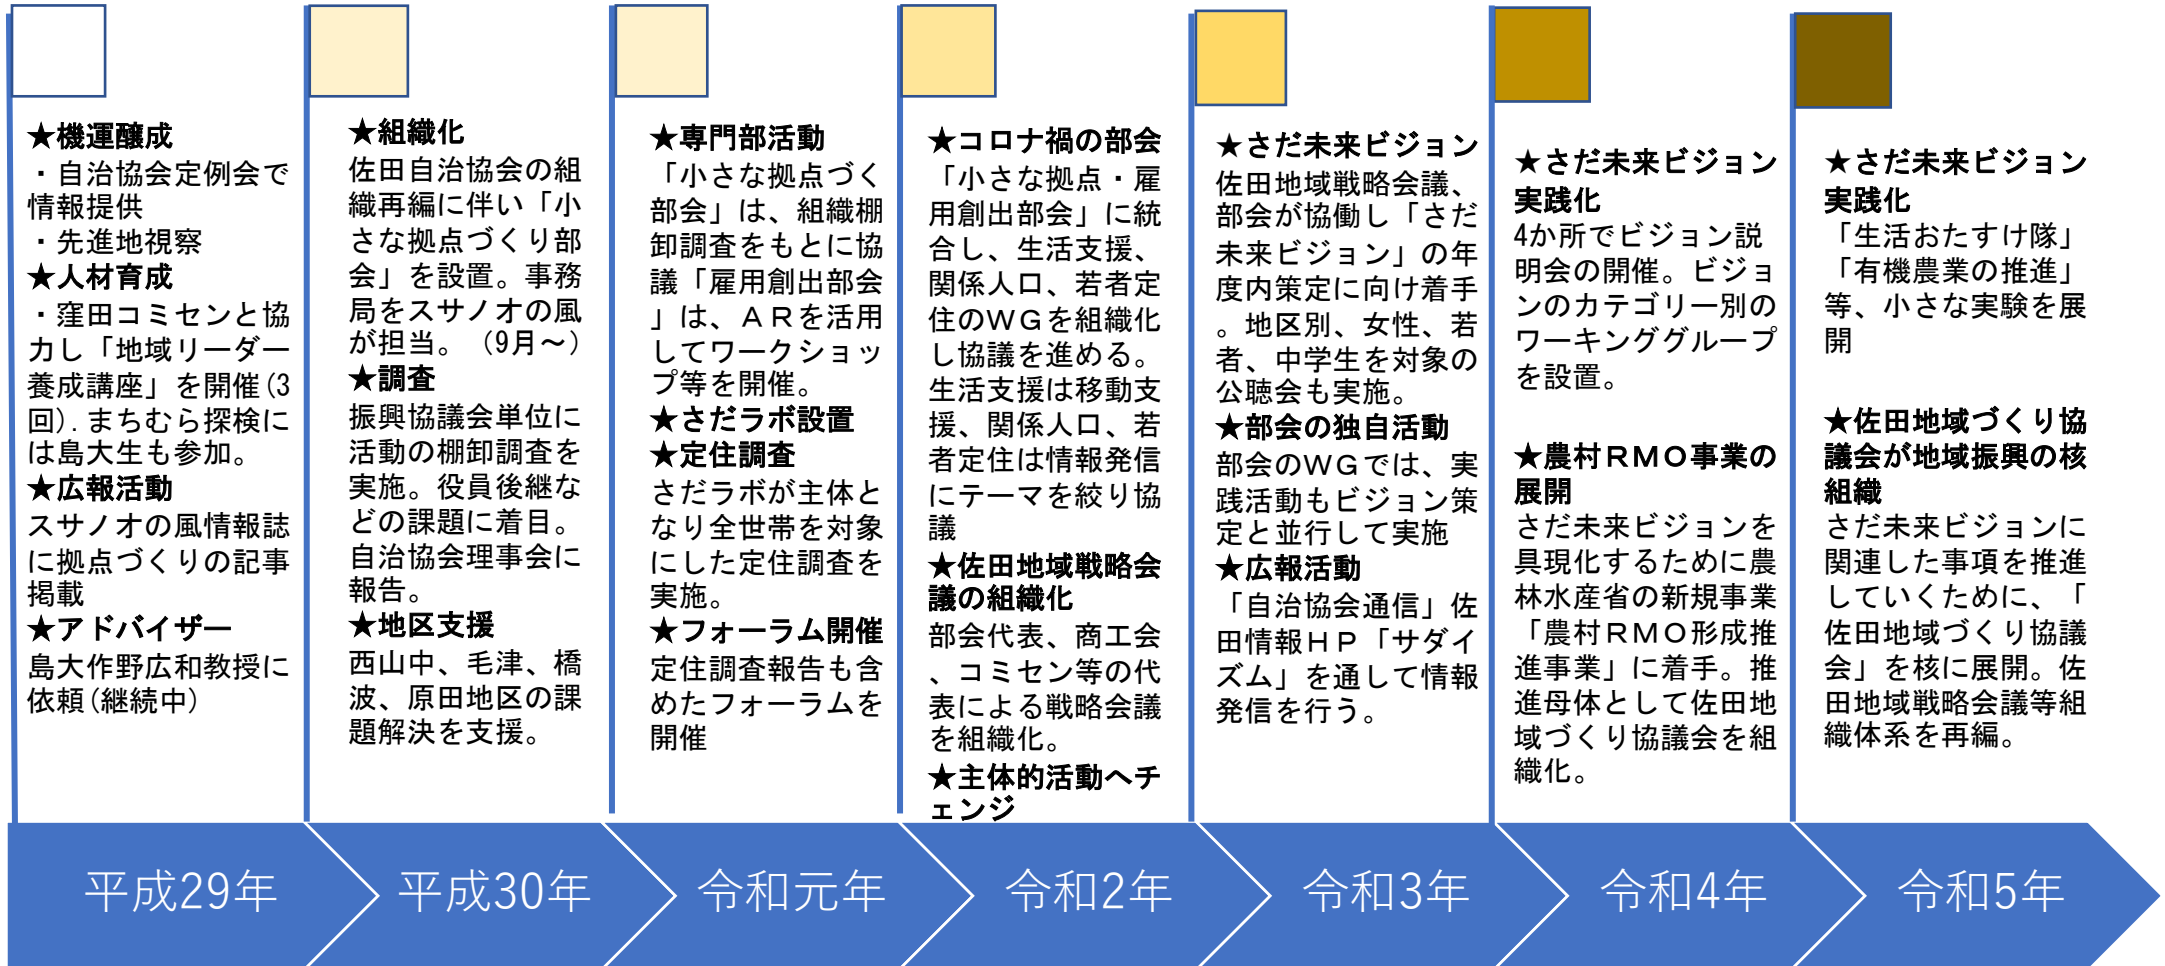 ★機運醸成
・自治協会定例会で
情報提供
・先進地視察
★人材育成
・窪田コミセンと協
力し「地域リーダー
養成講座」を開催(3
回).まちむら探検に
は島大生も参加。
★広報活動
スサノオの風情報誌
に拠点づくりの記事
掲載
★アドバイザー
島大作野広和教授に
依頼(継続中)
★組織化
佐田自治協会の組
織再編に伴い「小
さな拠点づくり部
会」を設置。事務
局をスサノオの風
が担当。（9月～）
★調査
振興協議会単位に
活動の棚卸調査を
実施。役員後継な
どの課題に着目。
自治協会理事会に
報告。
★地区支援
西山中、毛津、橋
波、原田地区の課
題解決を支援。
★専門部活動
「小さな拠点づく
部会」は、組織棚
卸調査をもとに協
議「雇用創出部会
」は、ＡＲを活用
してワークショッ
プ等を開催。
★さだラボ設置
★定住調査
さだラボが主体と
なり全世帯を対象
にした定住調査を
実施。
★フォーラム開催
定住調査報告も含
めたフォーラムを
開催
★コロナ禍の部会
「小さな拠点・雇
用創出部会」に統
合し、生活支援、
関係人口、若者定
住のＷＧを組織化
し協議を進める。
生活支援は移動支
援、関係人口、若
者定住は情報発信
にテーマを絞り協
議
★佐田地域戦略会
議の組織化
部会代表、商工会
、コミセン等の代
表による戦略会議
を組織化。
★主体的活動へチ
ェンジ
★さだ未来ビジョン
佐田地域戦略会議、
部会が協働し「さだ
未来ビジョン」の年
度内策定に向け着手
。地区別、女性、若
者、中学生を対象の
公聴会も実施。
★部会の独自活動
部会のＷＧでは、実
践活動もビジョン策
定と並行して実施
★広報活動
「自治協会通信」佐
田情報ＨＰ「サダイ
ズム」を通して情報
発信を行う。
★さだ未来ビジョン
実践化
4か所でビジョン説
明会の開催。ビジョ
ンのカテゴリー別の
ワーキンググループ
を設置。
★農村ＲＭＯ事業の
展開
さだ未来ビジョンを
具現化するために農
林水産省の新規事業
「農村ＲＭＯ形成推
進事業」に着手。推
進母体として佐田地
域づくり協議会を組
織化。
★さだ未来ビジョン
実践化
「生活おたすけ隊」
「有機農業の推進」
等、小さな実験を展
開
★佐田地域づくり協
議会が地域振興の核
組織
さだ未来ビジョンに
関連した事項を推進
していくために、「
佐田地域づくり協議
会」を核に展開。佐
田地域戦略会議等組
織体系を再編。
平成29年
平成30年
令和元年
令和2年
令和3年
令和4年
令和5年